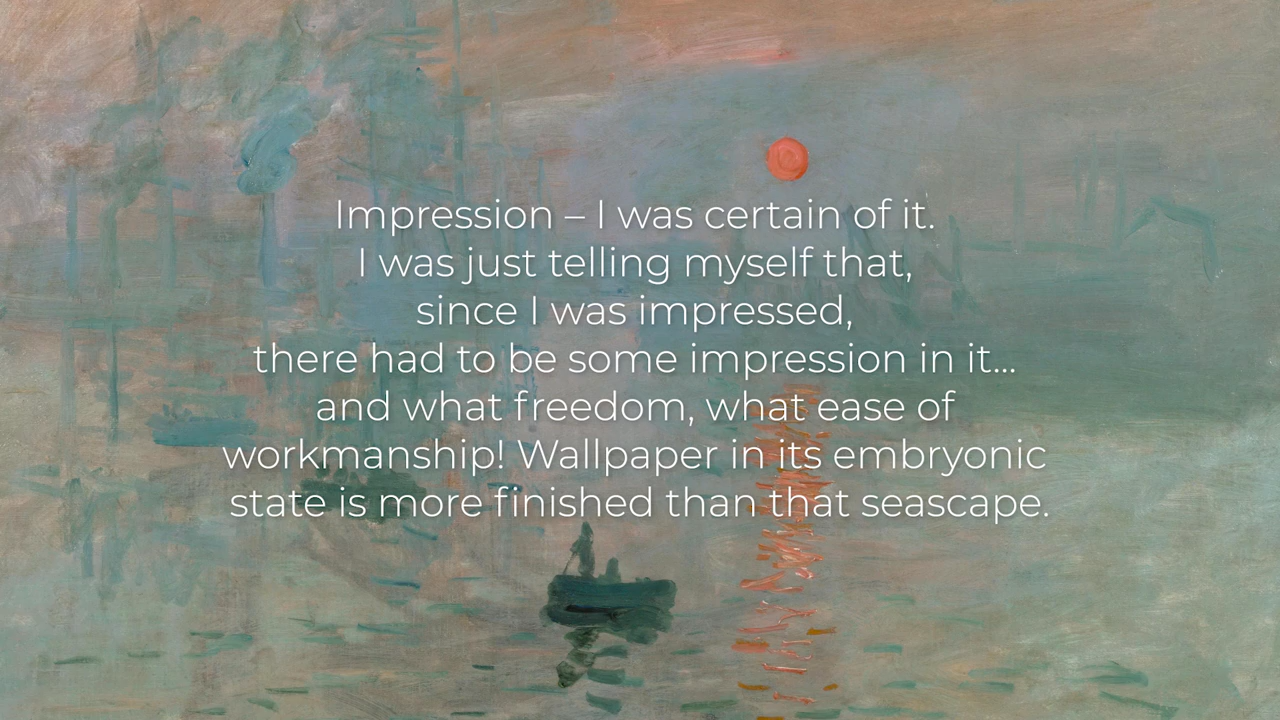 Impression – I was certain of it.
I was just telling myself that,
since I was impressed,
there had to be some impression in it...
and what freedom, what ease of
workmanship! Wallpaper in its embryonic
state is more finished than that seascape.